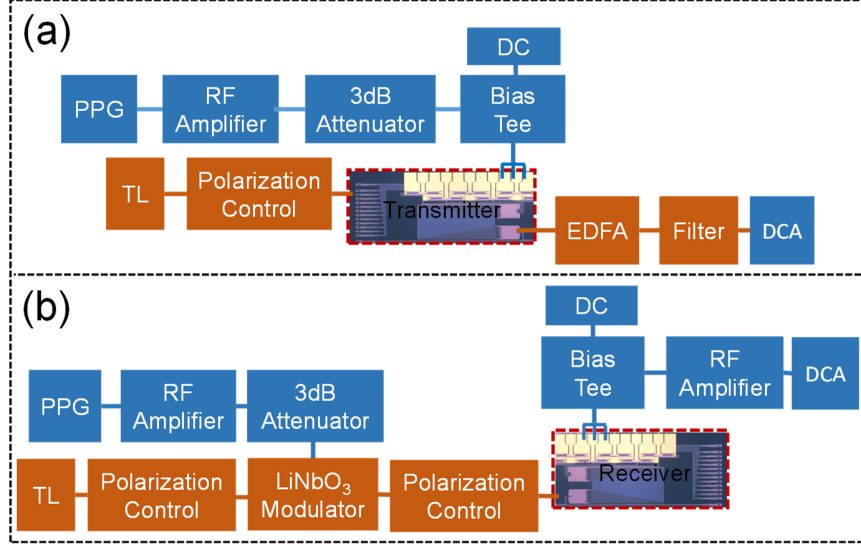 (a)
DC
PPG
RF
Amplifier
3dB
Attenuator
Bias
Tee
TL
Polarization
Control
Transmitter
EDFA
Filter
DCA
(b)
DC
PPG
RF
Amplifier
3dB
Attenuator
Bias
Tee
RF
Amplifier
DCA
TL
Polarization
Control
LiNbO₃
Modulator
Polarization
Control
Receiver